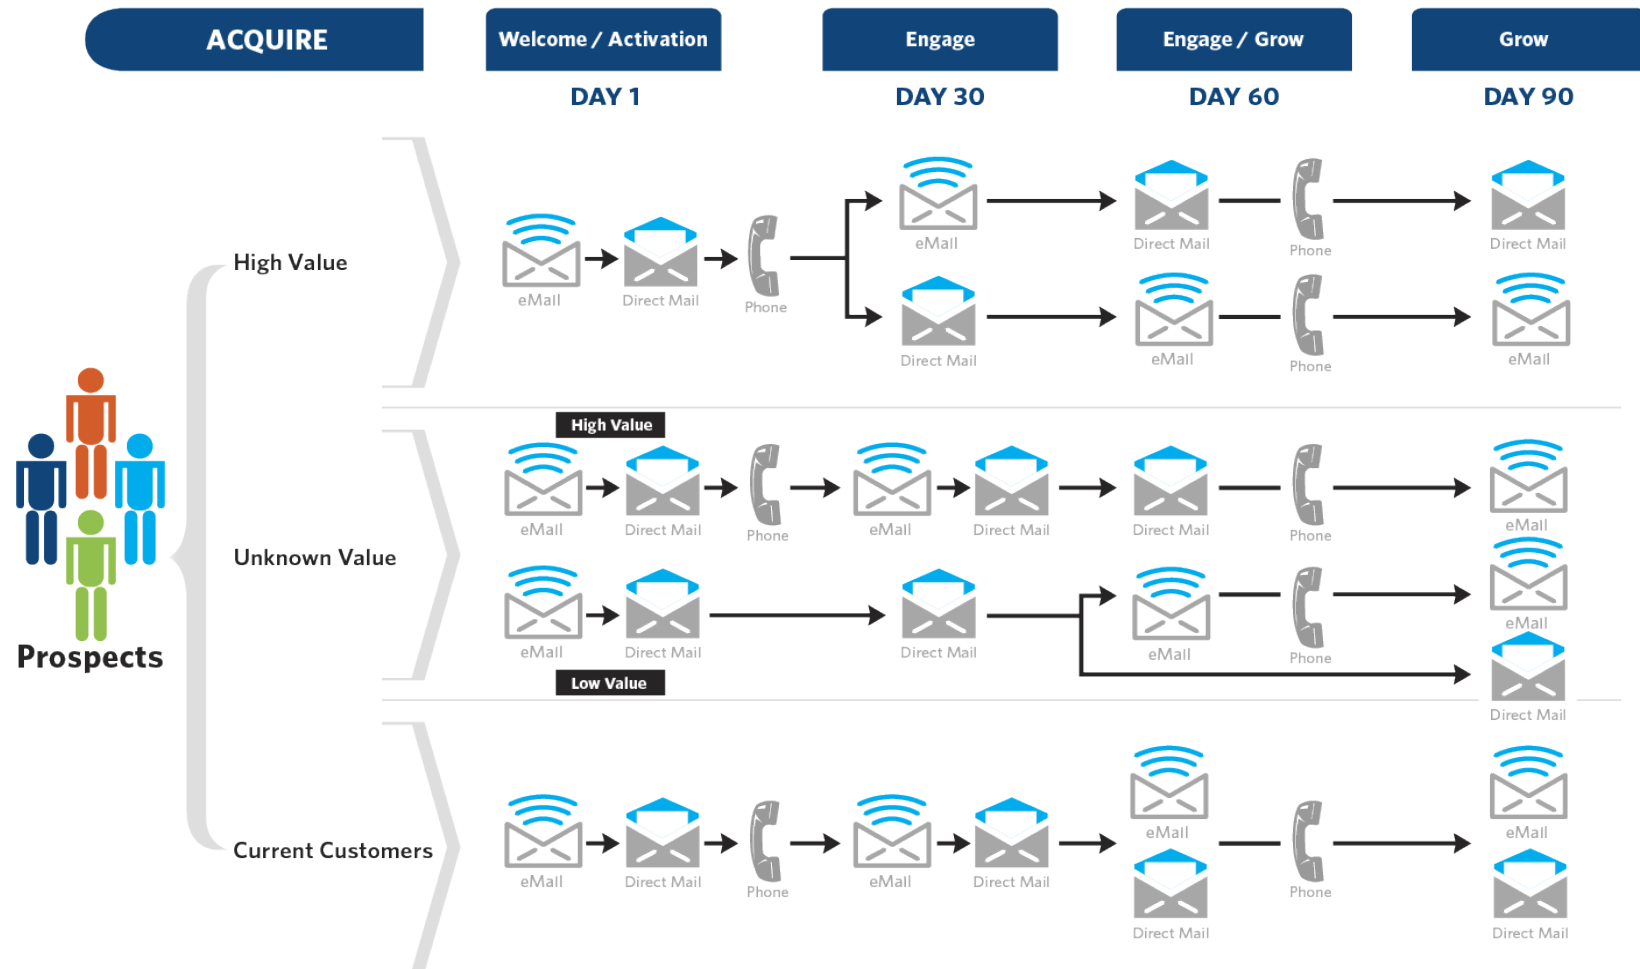 ACQUIRE
Welcome / Activation
Engage
Engage / Grow
Grow
DAY 1
DAY 30
DAY 60
DAY 90
High Value
eMail
Direct Mail
Phone
eMail
Direct Mail
Phone
Direct Mail
Direct Mail
eMail
Phone
eMail
High Value
eMail
Direct Mail
Phone
eMail
Direct Mail
Direct Mail
Phone
eMail
Unknown Value
eMail
Direct Mail
Direct Mail
eMail
Phone
eMail
Direct Mail
Low Value
Prospects
Current Customers
eMail
Direct Mail
Phone
eMail
Direct Mail
eMail
Direct Mail
Phone
eMail
Direct Mail